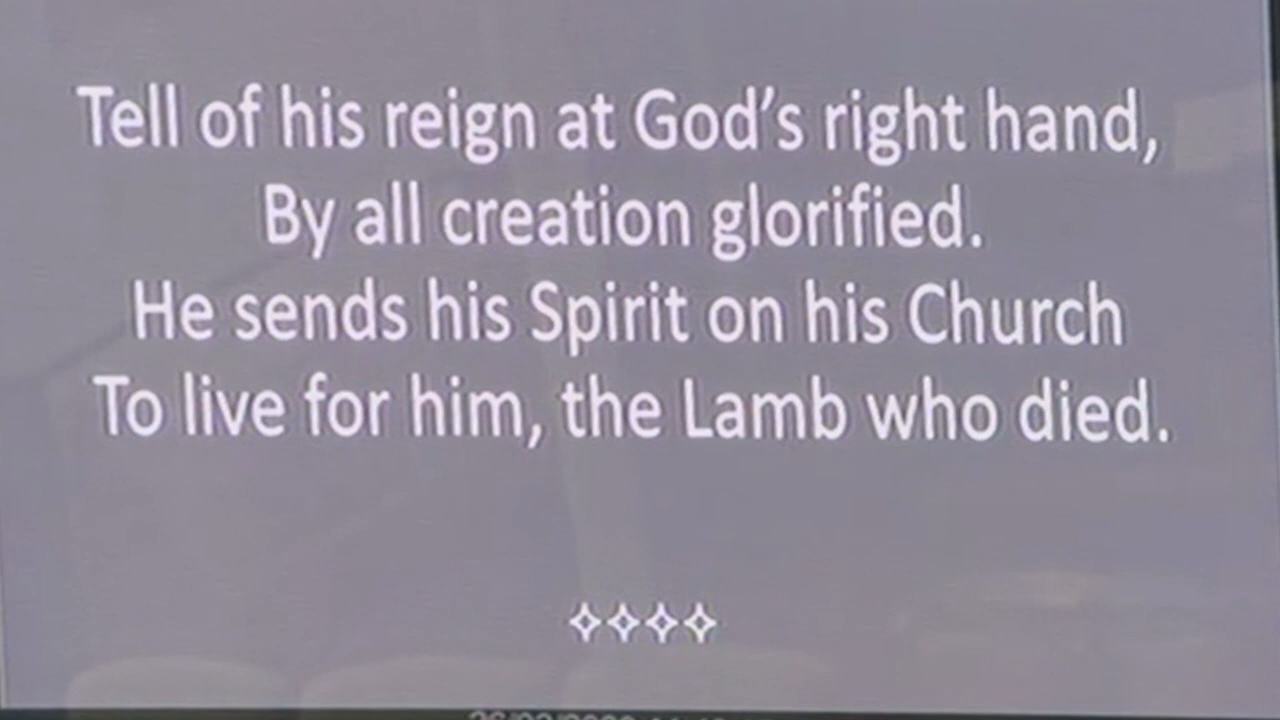 Tell of his reign at God's right hand,
By all creation glorified.
He sends his Spirit on his Church
To live for him, the Lamb who died.